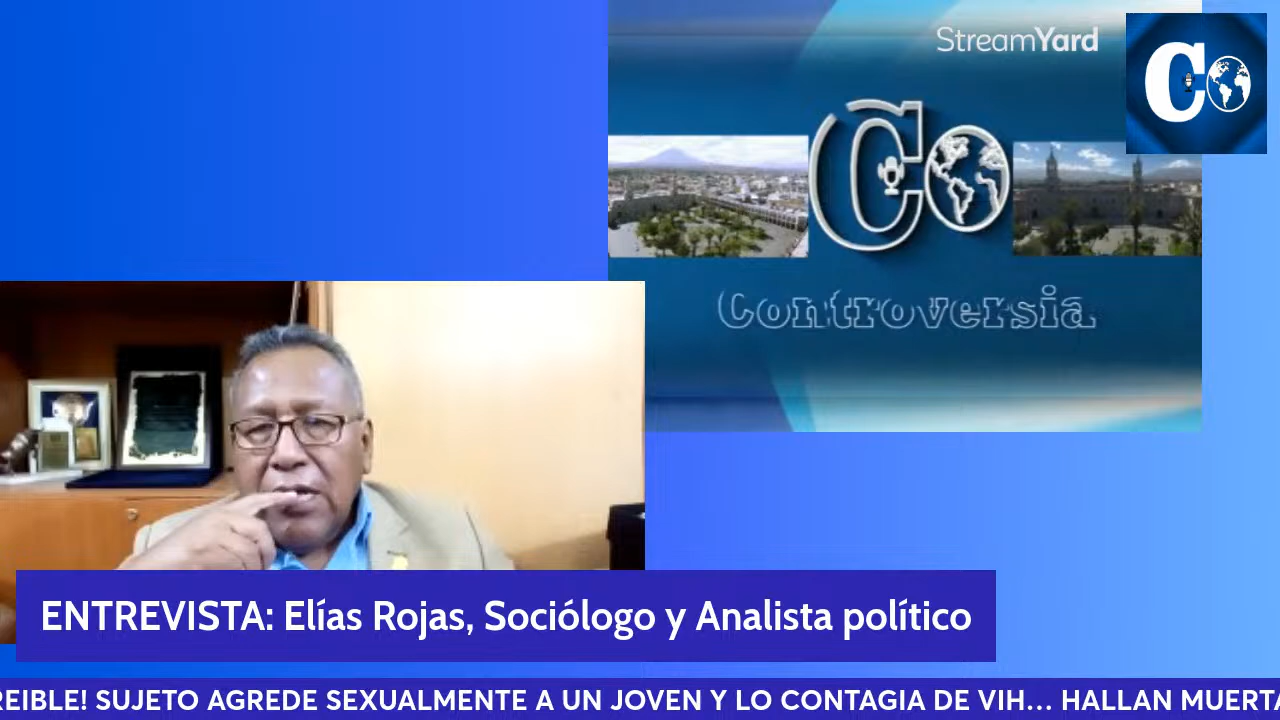 StreamYard
CO
CO
Controversia
ENTREVISTA: Elías Rojas, Sociólogo y Analista político
REIBLE! SUJETO AGREDE SEXUALMENTE A UN JOVEN Y LO CONTAGIA DE VIH... HALLAN MUERTA